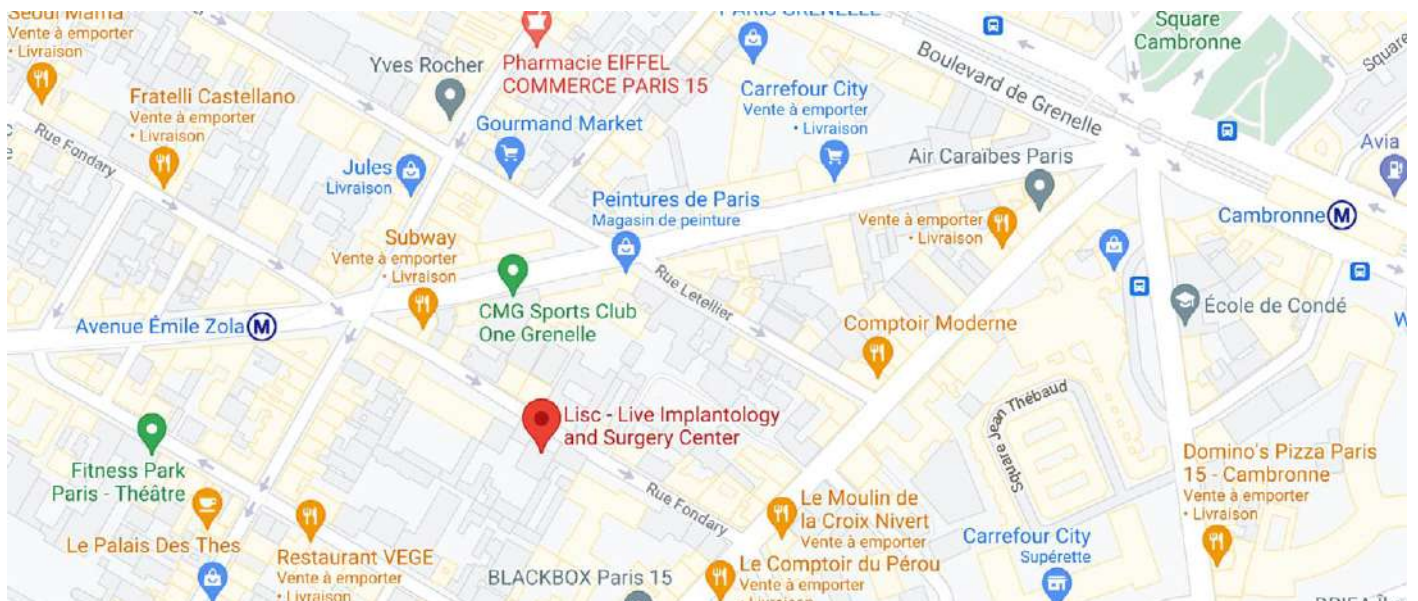 Seoul Mama
Vente à emporter
• Livraison
Yves Rocher
Pharmacie EIFFEL
COMMERCE PARIS 15
PARIS GRENELLE
Boulevard de Grenelle
Square
Cambronne
Square
Fratelli Castellano
Vente à emporter
• Livraison
Rue Fondary
Gourmand Market
Carrefour City
Vente à emporter
• Livraison
Air Caraïbes Paris
Avia
Jules
Livraison
Peintures de Paris
Magasin de peinture
Vente à emporter
• Livraison
Cambronne
M
Subway
Vente à emporter
• Livraison
Rue Letellier
École de Condé
Avenue Émile Zola
M
CMG Sports Club
One Grenelle
Comptoir Moderne
W
Square Jean Thébaud
Lisc - Live Implantology
and Surgery Center
Fitness Park
Paris - Théâtre
Domino's Pizza Paris
15 - Cambronne
Vente à emporter
• Livraison
Rue Fondary
Le Moulin de
la Croix Nivert
Vente à emporter
Le Palais Des Thes
Restaurant VEGE
Vente à emporter
• Livraison
Carrefour City
Supérette
Le Comptoir du Pérou
Vente à emporter
• Livraison
BLACKBOX Paris 15